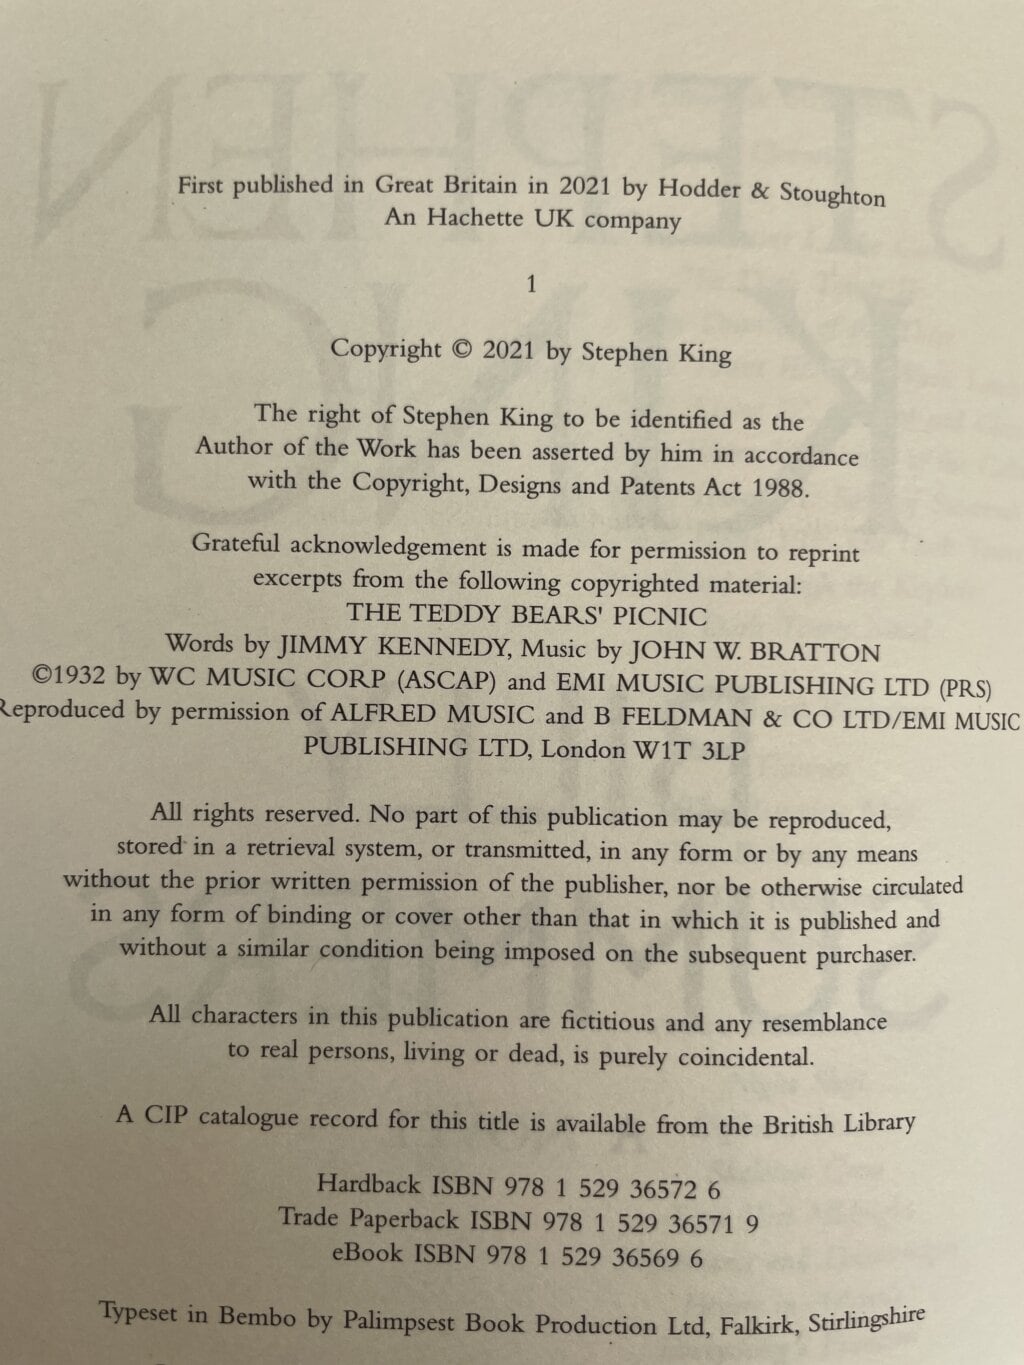 First published in Great Britain in 2021 by Hodder & Stoughton
An Hachette UK company
1
Copyright © 2021 by Stephen King
The right of Stephen King to be identified as the
Author of the Work has been asserted by him in accordance
with the Copyright, Designs and Patents Act 1988.
Grateful acknowledgement is made for permission to reprint
excerpts from the following copyrighted material:
THE TEDDY BEARS' PICNIC
Words by JIMMY KENNEDY, Music by JOHN W. BRATTON
©1932 by WC MUSIC CORP (ASCAP) and EMI MUSIC PUBLISHING LTD (PRS)
Reproduced by permission of ALFRED MUSIC and B FELDMAN & CO LTD/EMI MUSIC
PUBLISHING LTD, London W1T 3LP
All rights reserved. No part of this publication may be reproduced,
stored in a retrieval system, or transmitted, in any form or by any means
without the prior written permission of the publisher, nor be otherwise circulated
in any form of binding or cover other than that in which it is published and
without a similar condition being imposed on the subsequent purchaser.
All characters in this publication are fictitious and any resemblance
to real persons, living or dead, is purely coincidental.
A CIP catalogue record for this title is available from the British Library
Hardback ISBN 978 1 529 36572 6
Trade Paperback ISBN 978 1 529 36571 9
eBook ISBN 978 1 529 36569 6
Typeset in Bembo by Palimpsest Book Production Ltd, Falkirk, Stirlingshire